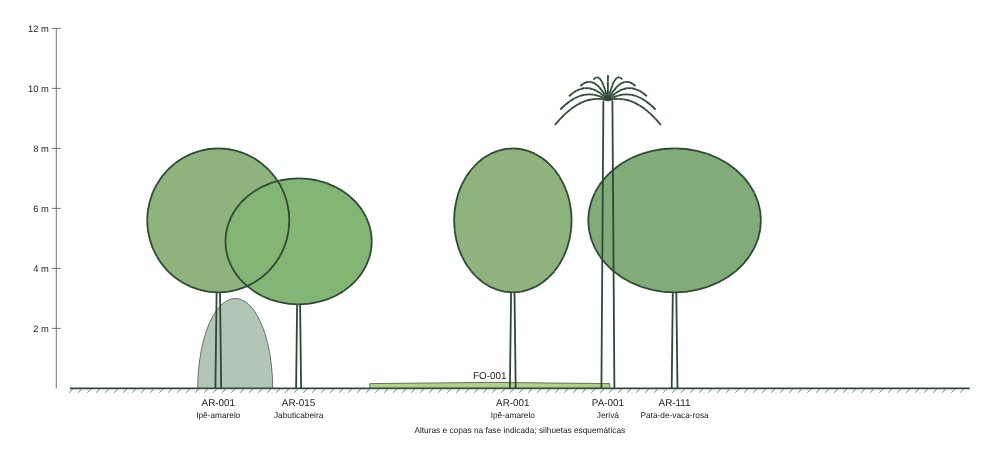 12 m
10 m
8 m
6 m
4 m
2 m
FO-001
AR-001 AR-015 AR-001 PA-001 AR-111
Ipê-amarelo Jabuticabeira Ipê-amarelo Jerivá Pata-de-vaca-rosa
Alturas e copas na fase indicada; silhuetas esquemáticas